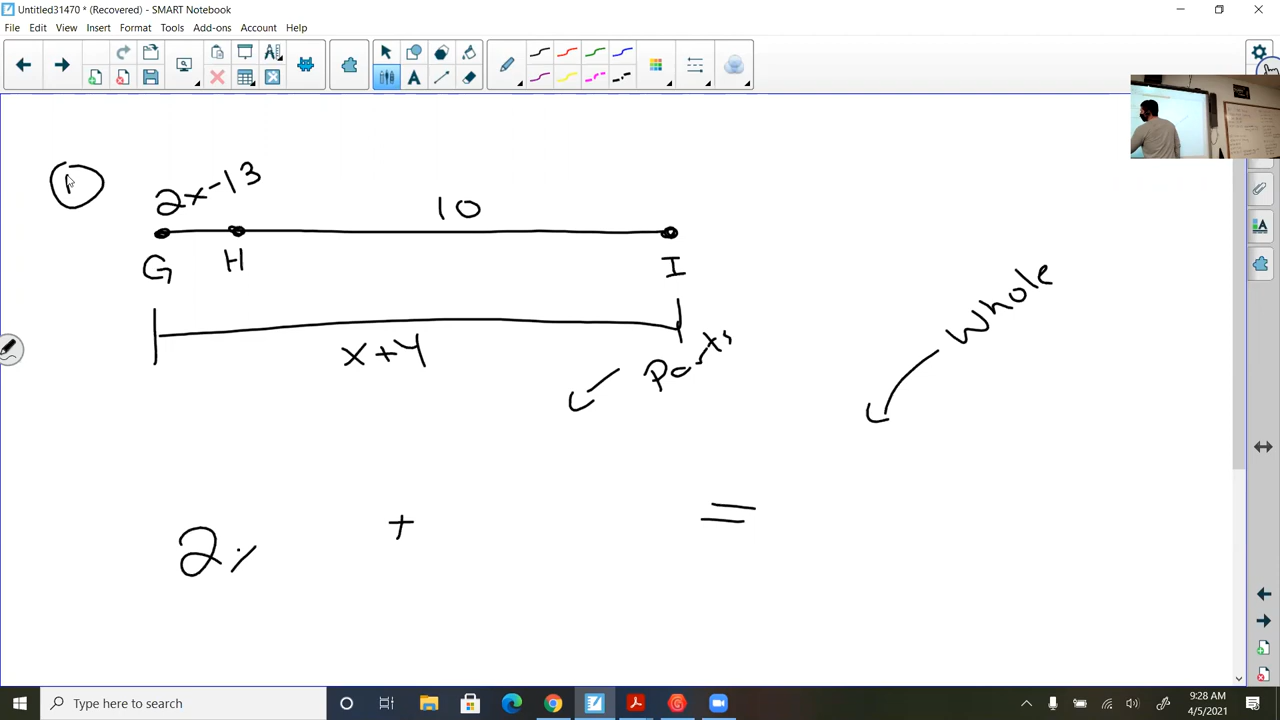 Untitled31470 * (Recovered) - SMART Notebook
File Edit View Insert Format Tools Add-ons Account Help
2x-13
10
G H I
x+4
Parts
Whole
2x + =
Type here to search
9:28 AM
4/5/2021